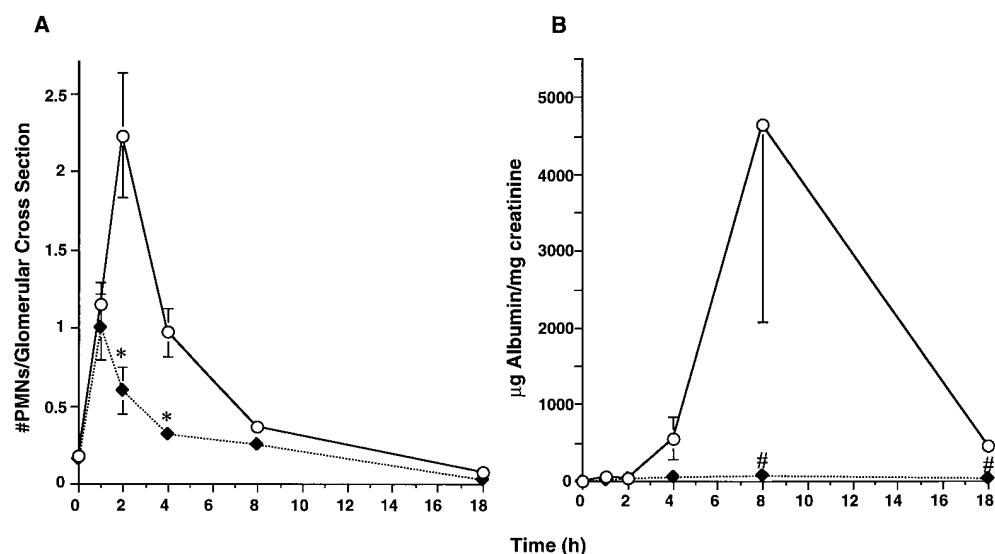 A
B
#PMNs/Glomerular Cross Section
2.5
2
1.5
1
0.5
0
*
*
0 2 4 6 8 10 12 14 16 18
µg Albumin/mg creatinine
5000
4000
3000
2000
1000
0
#
#
0 2 4 6 8 10 12 14 16 18
Time (h)